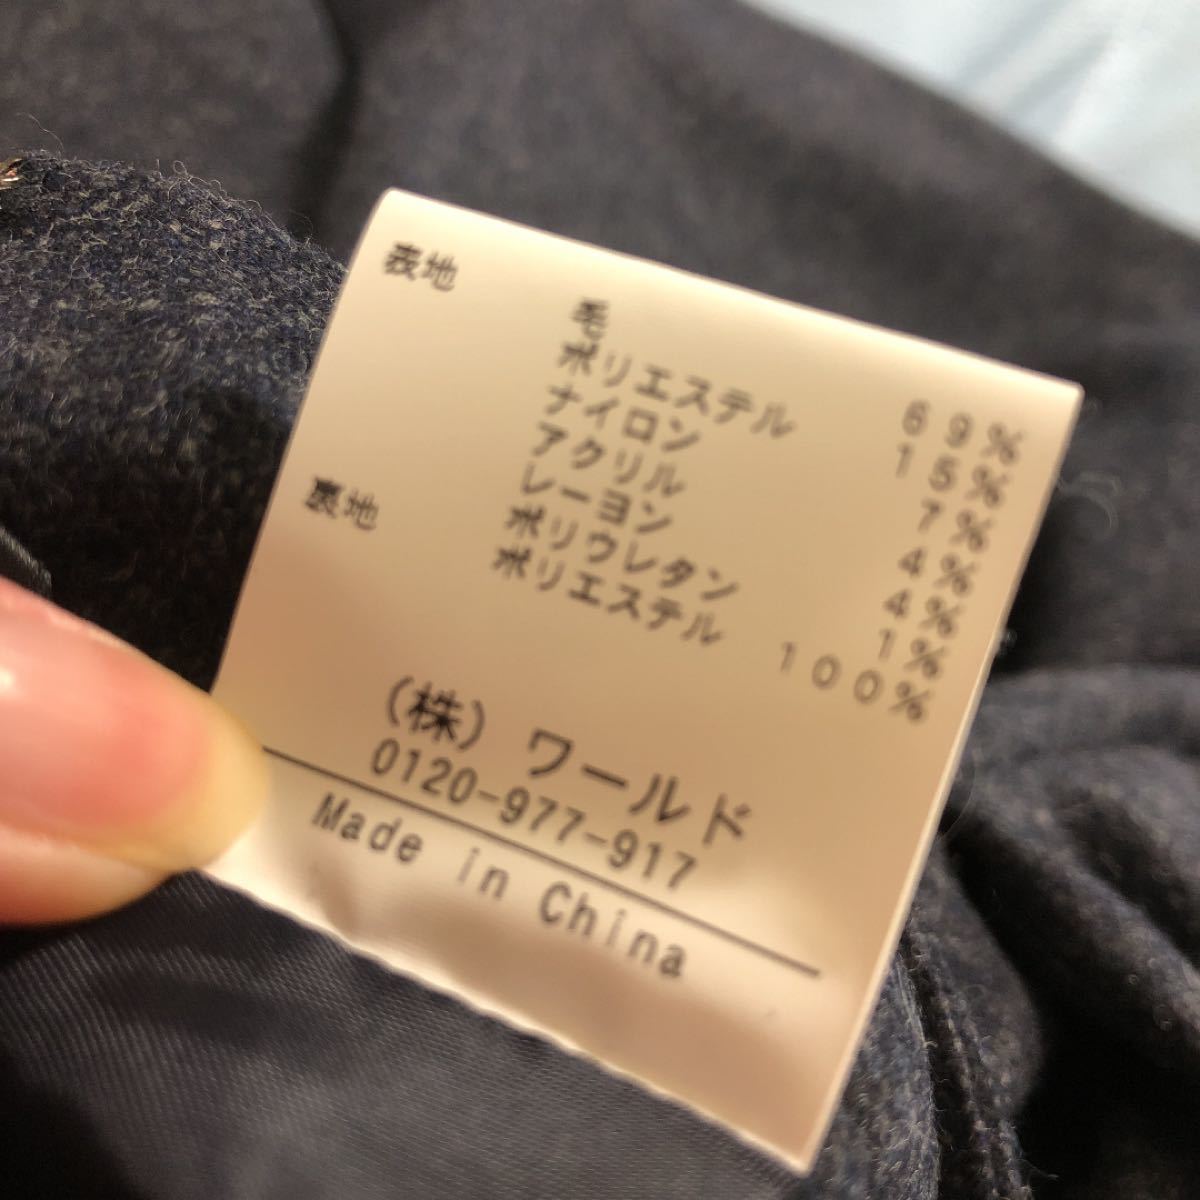 表地
毛 69%
ポリエステル 15%
ナイロン 7%
アクリル 4%
レーヨン 4%
ポリウレタン 1%
裏地
ポリエステル 100%
(株) ワールド
0120-977-917
Made in China